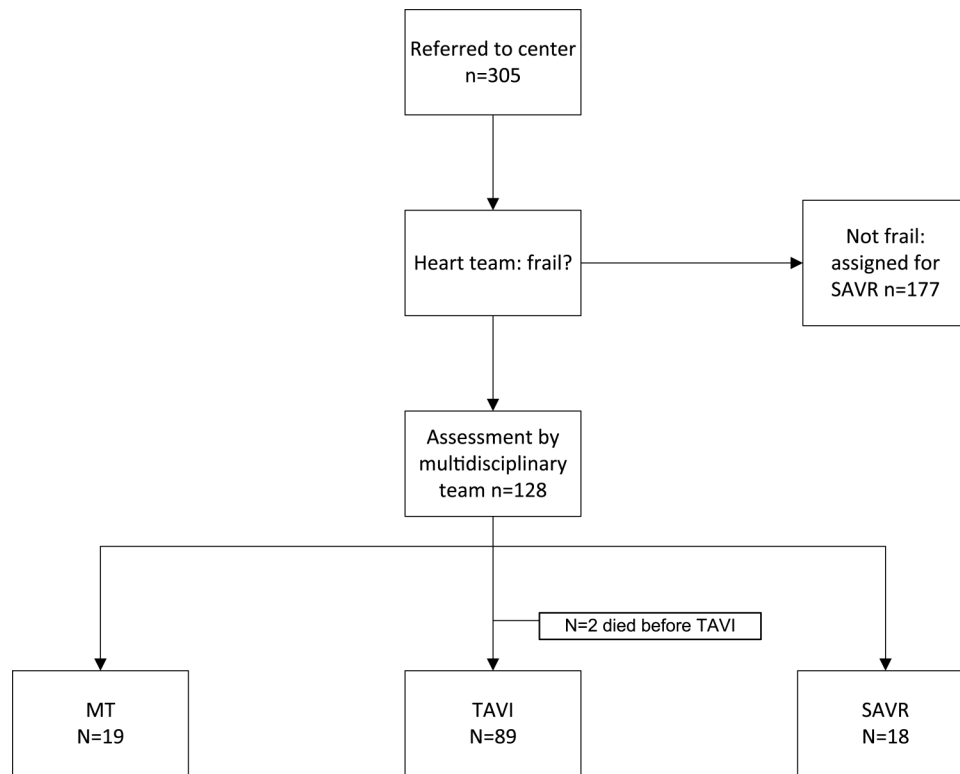 Referred to center
n=305
Heart team: frail?
Not frail:
assigned for
SAVR n=177
Assessment by
multidisciplinary
team n=128
N=2 died before TAVI
MT
N=19
TAVI
N=89
SAVR
N=18